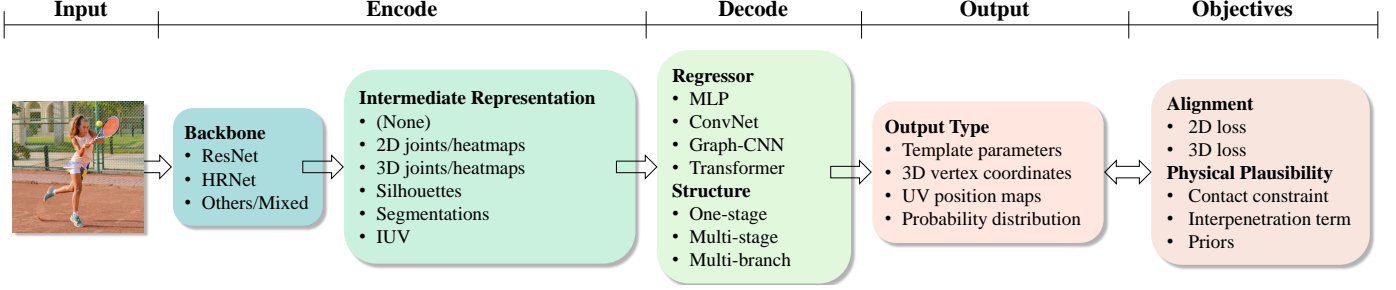 Input
Encode
Decode
Output
Objectives
Backbone
• ResNet
• HRNet
• Others/Mixed
Intermediate Representation
• (None)
• 2D joints/heatmaps
• 3D joints/heatmaps
• Silhouettes
• Segmentations
• IUV
Regressor
• MLP
• ConvNet
• Graph-CNN
• Transformer
Structure
• One-stage
• Multi-stage
• Multi-branch
Output Type
• Template parameters
• 3D vertex coordinates
• UV position maps
• Probability distribution
Alignment
• 2D loss
• 3D loss
Physical Plausibility
• Contact constraint
• Interpenetration term
• Priors